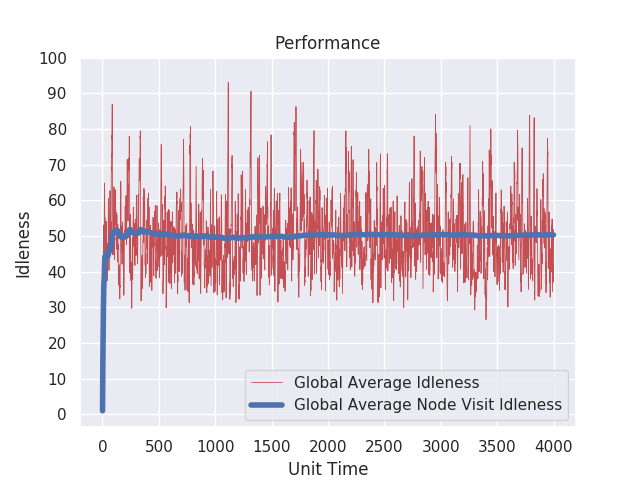 Performance
100
90
80
70
60
50
40
30
20
10
0
Idleness
Global Average Idleness
Global Average Node Visit Idleness
0 500 1000 1500 2000 2500 3000 3500 4000
Unit Time